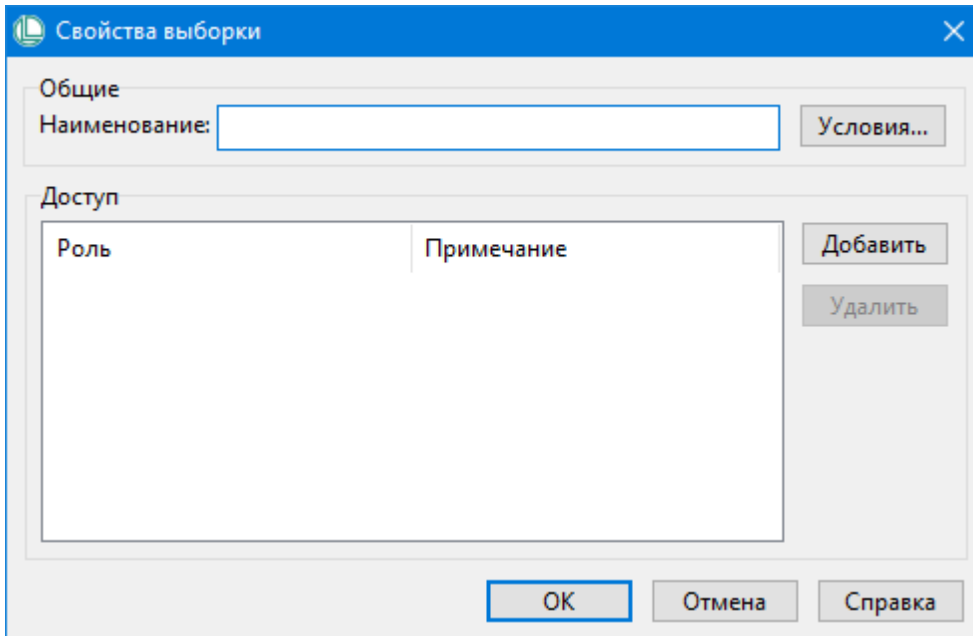 Свойства выборки
Общие
Наименование: Условия...
Доступ
Роль Примечание Добавить
Удалить
OK Отмена Справка